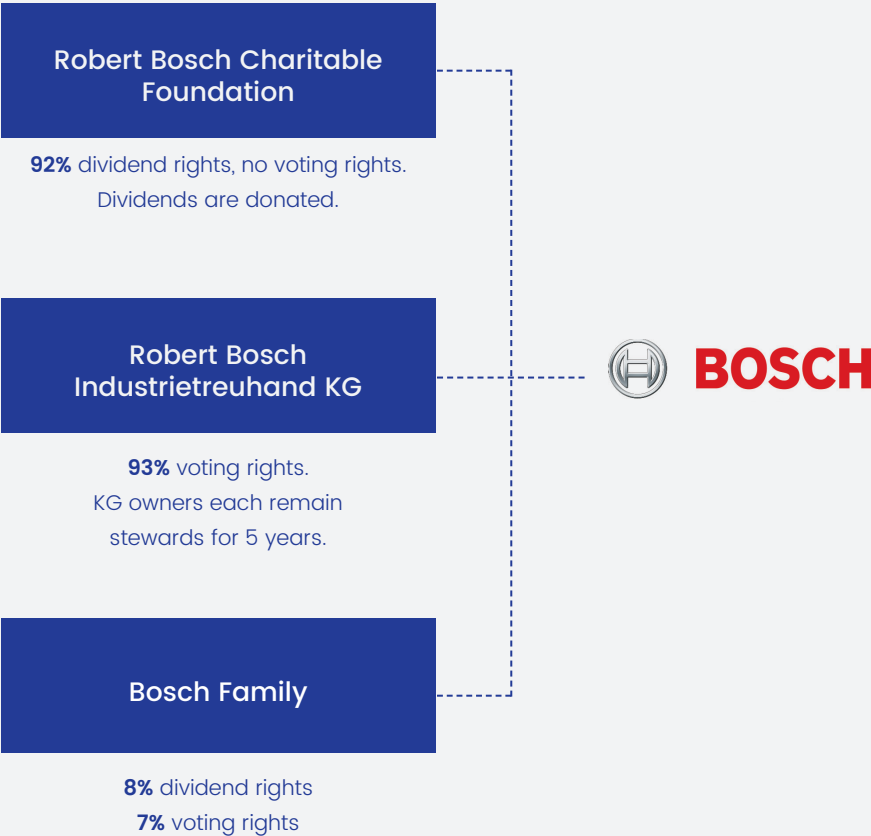 Robert Bosch Charitable
Foundation
92% dividend rights, no voting rights.
Dividends are donated.
Robert Bosch
Industrietreuhand KG
BOSCH
93% voting rights.
KG owners each remain
stewards for 5 years.
Bosch Family
8% dividend rights
7% voting rights